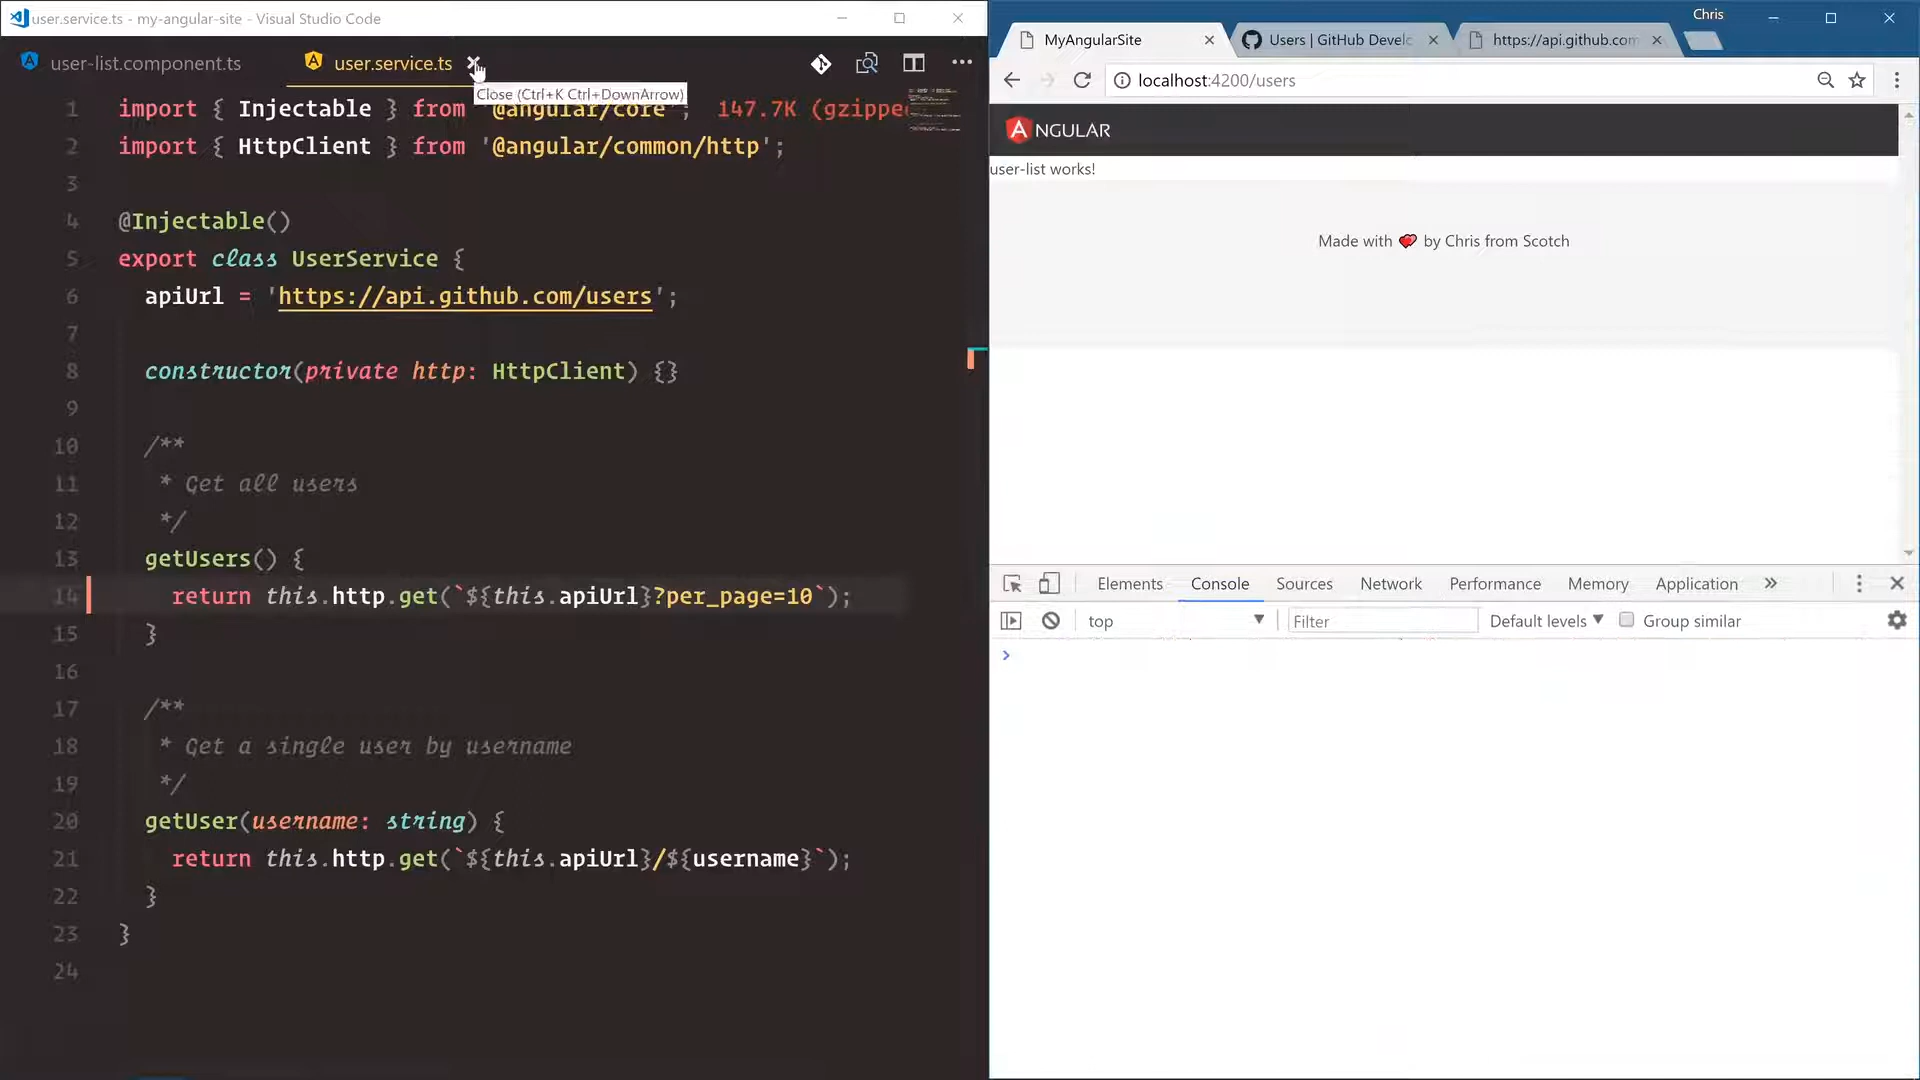 user.service.ts - my-angular-site - Visual Studio Code
user-list.component.ts
user.service.ts
Close (Ctrl+K Ctrl+DownArrow)
1 import { Injectable } from '@angular/core'; 147.7K (gzippe
2 import { HttpClient } from '@angular/common/http';
3
4 @Injectable()
5 export class UserService {
6 apiUrl = 'https://api.github.com/users';
7
8 constructor(private http: HttpClient) {}
9
10 /**
11 * Get all users
12 */
13 getUsers() {
14 return this.http.get(`${this.apiUrl}?per_page=10`);
15 }
16
17 /**
18 * Get a single user by username
19 */
20 getUser(username: string) {
21 return this.http.get(`${this.apiUrl}/${username}`);
22 }
23 }
24
Chris
MyAngularSite
Users | GitHub Develc
https://api.github.com
localhost:4200/users
A NGULAR
user-list works!
Made with ❤ by Chris from Scotch
Elements Console Sources Network Performance Memory Application »
top Filter Default levels Group similar